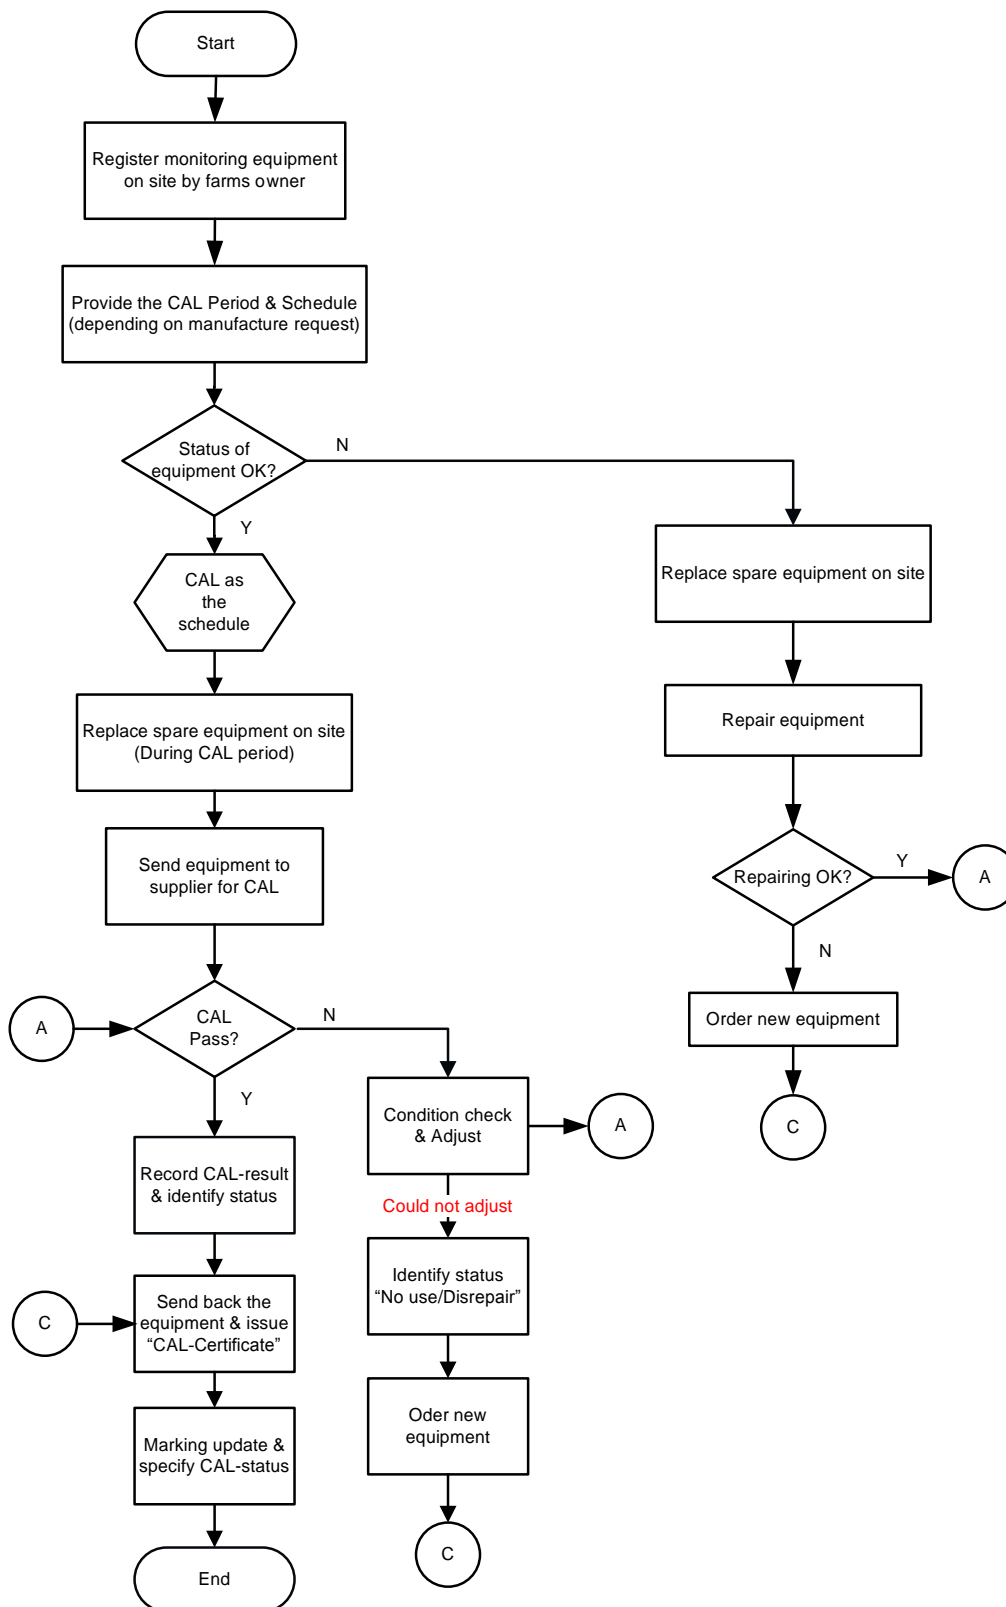 Start
Register monitoring equipment
on site by farms owner
Provide the CAL Period & Schedule
(depending on manufacture request)
Status of
equipment OK?
N
Y
CAL as
the
schedule
Replace spare equipment on site
(During CAL period)
Send equipment to
supplier for CAL
A
CAL
Pass?
N
Y
Record CAL-result
& identify status
C
Send back the
equipment & issue
“CAL-Certificate”
Marking update &
specify CAL-status
End
Condition check
& Adjust
A
Could not adjust
Identify status
“No use/Disrepair”
Oder new
equipment
C
Replace spare equipment on site
Repair equipment
Repairing OK?
Y
A
N
Order new equipment
C